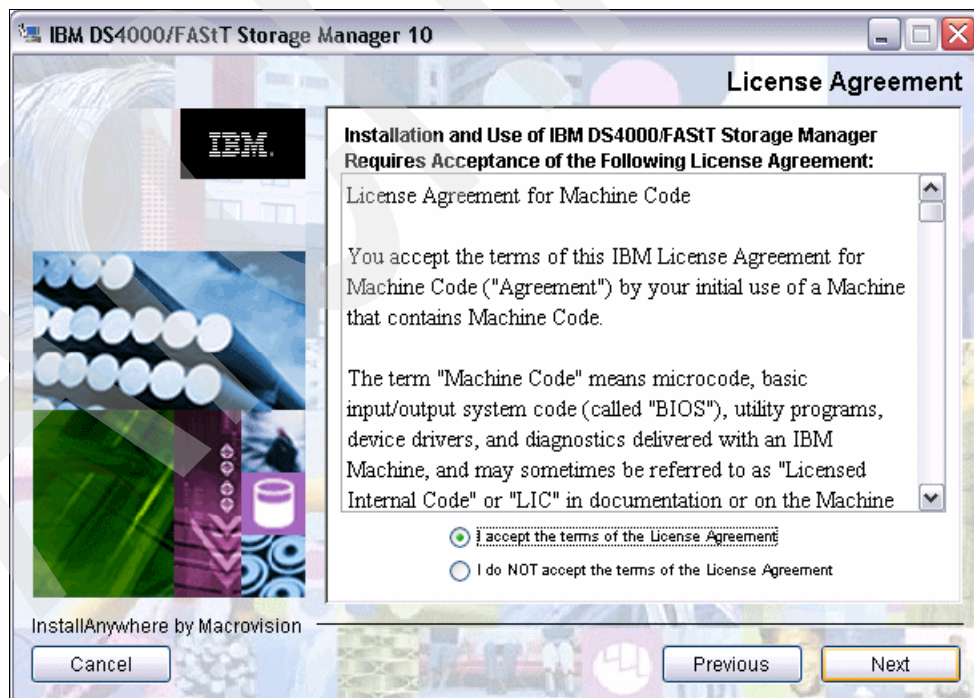 IBM DS4000/FAStT Storage Manager 10
License Agreement
IBM.
Installation and Use of IBM DS4000/FAStT Storage Manager
Requires Acceptance of the Following License Agreement:
License Agreement for Machine Code
You accept the terms of this IBM License Agreement for
Machine Code ("Agreement") by your initial use of a Machine
that contains Machine Code.
The term "Machine Code" means microcode, basic
input/output system code (called "BIOS"), utility programs,
device drivers, and diagnostics delivered with an IBM
Machine, and may sometimes be referred to as "Licensed
Internal Code" or "LIC" in documentation or on the Machine
I accept the terms of the License Agreement
I do NOT accept the terms of the License Agreement
InstallAnywhere by Macrovision
Cancel
Previous
Next